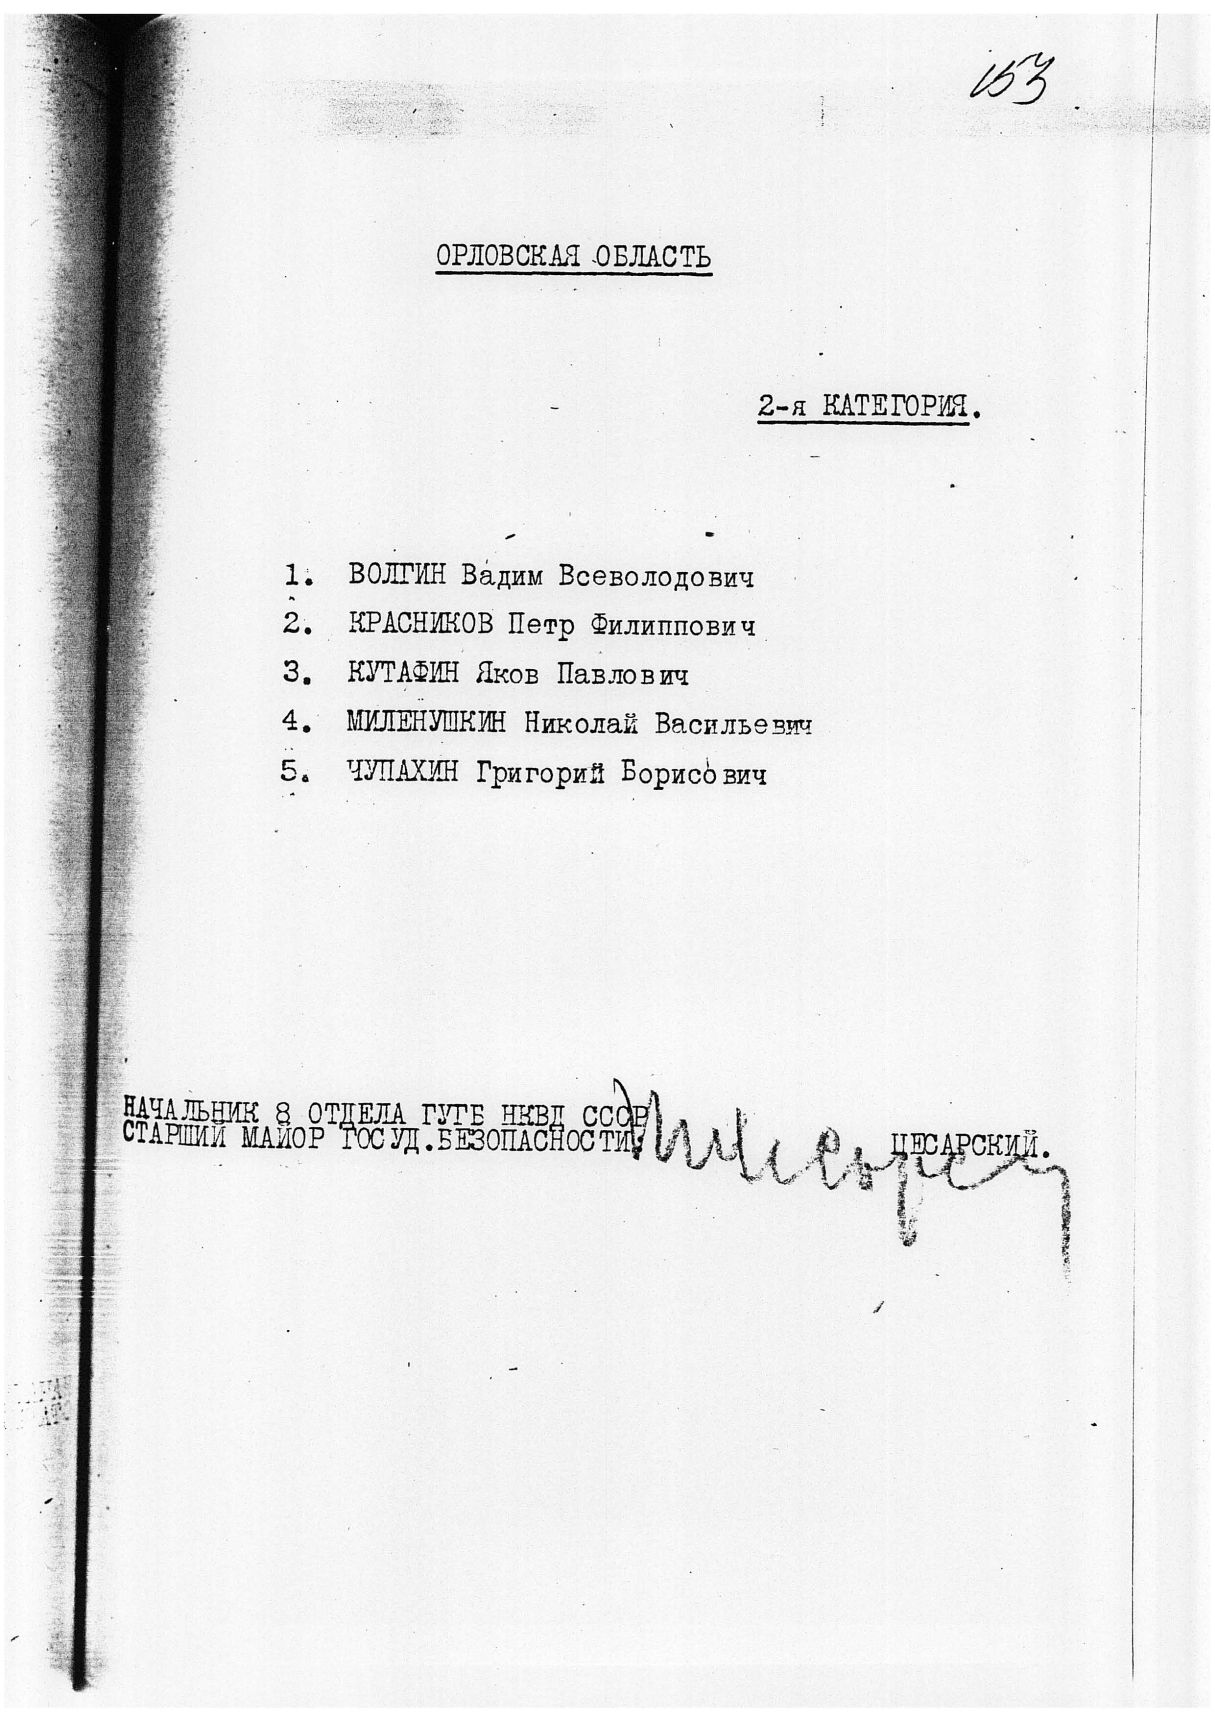 153
ОРЛОВСКАЯ ОБЛАСТЬ
2-я КАТЕГОРИЯ.
1. ВОЛГИН Вадим Всеволодович
2. КРАСНИКОВ Петр Филиппович
3. КУТАФИН Яков Павлович
4. МИЛЕНУШКИН Николай Васильевич
5. ЧУПАХИН Григорий Борисович
НАЧАЛЬНИК 8 ОТДЕЛА ГУГБ НКВД СССР
СТАРШИЙ МАЙОР ГОСУД.БЕЗОПАСНОСТИ ЦЕСАРСКИЙ.